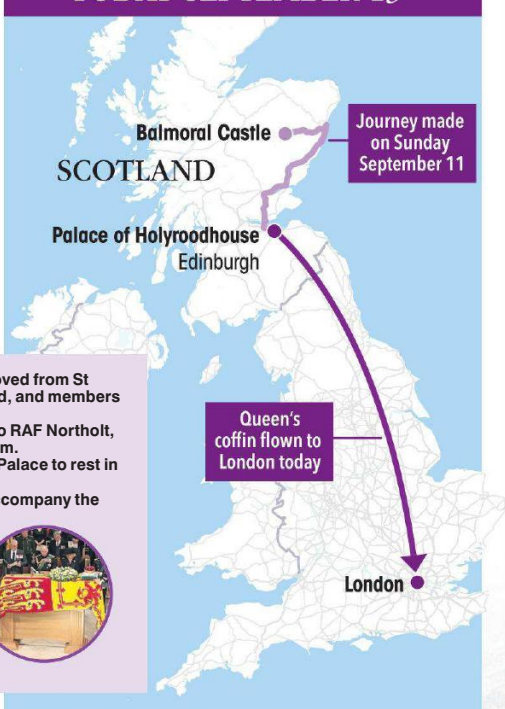 Balmoral Castle
Journey made
on Sunday
September 11
SCOTLAND
Palace of Holyroodhouse
Edinburgh
oved from St
d, and members
o RAF Northolt,
m.
Palace to rest in
ccompany the
Queen's
coffin flown to
London today
London